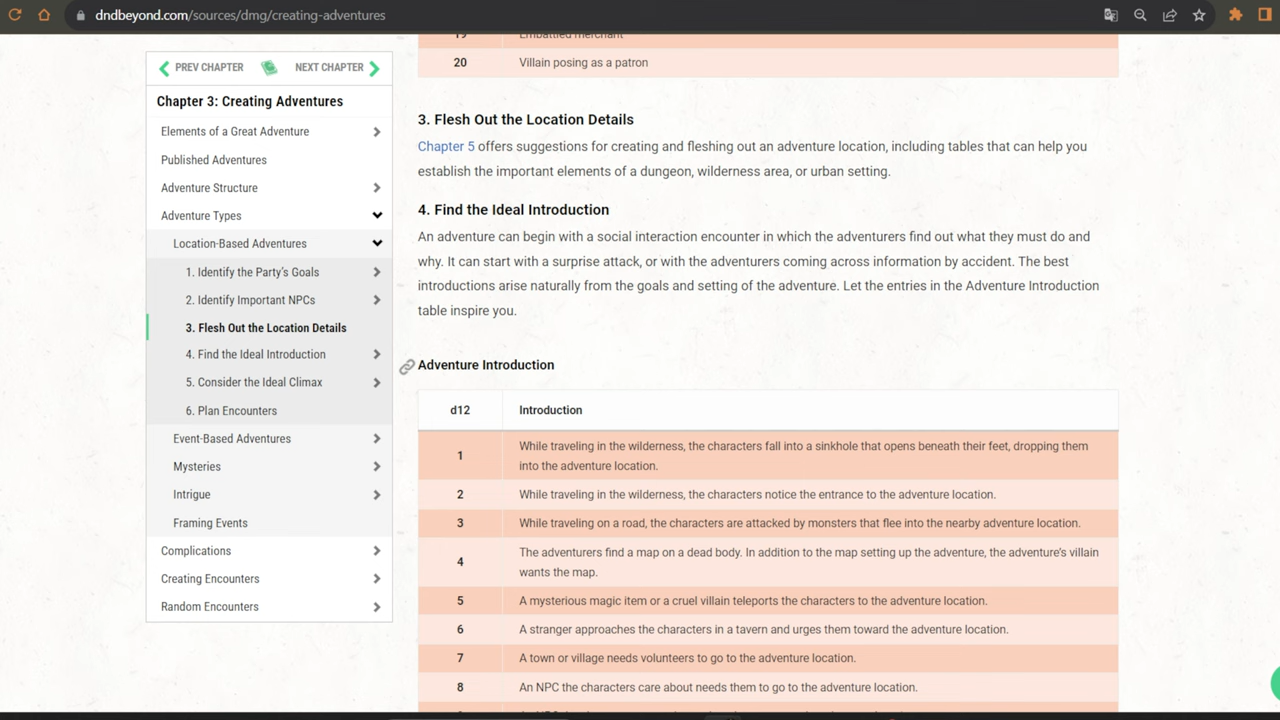 dndbeyond.com/sources/dmg/creating-adventures
PREV CHAPTER NEXT CHAPTER
Chapter 3: Creating Adventures
Elements of a Great Adventure
Published Adventures
Adventure Structure
Adventure Types
Location-Based Adventures
1. Identify the Party's Goals
2. Identify Important NPCs
3. Flesh Out the Location Details
4. Find the Ideal Introduction
5. Consider the Ideal Climax
6. Plan Encounters
Event-Based Adventures
Mysteries
Intrigue
Framing Events
Complications
Creating Encounters
Random Encounters
19 Embattled merchant
20 Villain posing as a patron
3. Flesh Out the Location Details
Chapter 5 offers suggestions for creating and fleshing out an adventure location, including tables that can help you
establish the important elements of a dungeon, wilderness area, or urban setting.
4. Find the Ideal Introduction
An adventure can begin with a social interaction encounter in which the adventurers find out what they must do and
why. It can start with a surprise attack, or with the adventurers coming across information by accident. The best
introductions arise naturally from the goals and setting of the adventure. Let the entries in the Adventure Introduction
table inspire you.
Adventure Introduction
d12 Introduction
1 While traveling in the wilderness, the characters fall into a sinkhole that opens beneath their feet, dropping them
into the adventure location.
2 While traveling in the wilderness, the characters notice the entrance to the adventure location.
3 While traveling on a road, the characters are attacked by monsters that flee into the nearby adventure location.
4 The adventurers find a map on a dead body. In addition to the map setting up the adventure, the adventure's villain
wants the map.
5 A mysterious magic item or a cruel villain teleports the characters to the adventure location.
6 A stranger approaches the characters in a tavern and urges them toward the adventure location.
7 A town or village needs volunteers to go to the adventure location.
8 An NPC the characters care about needs them to go to the adventure location.